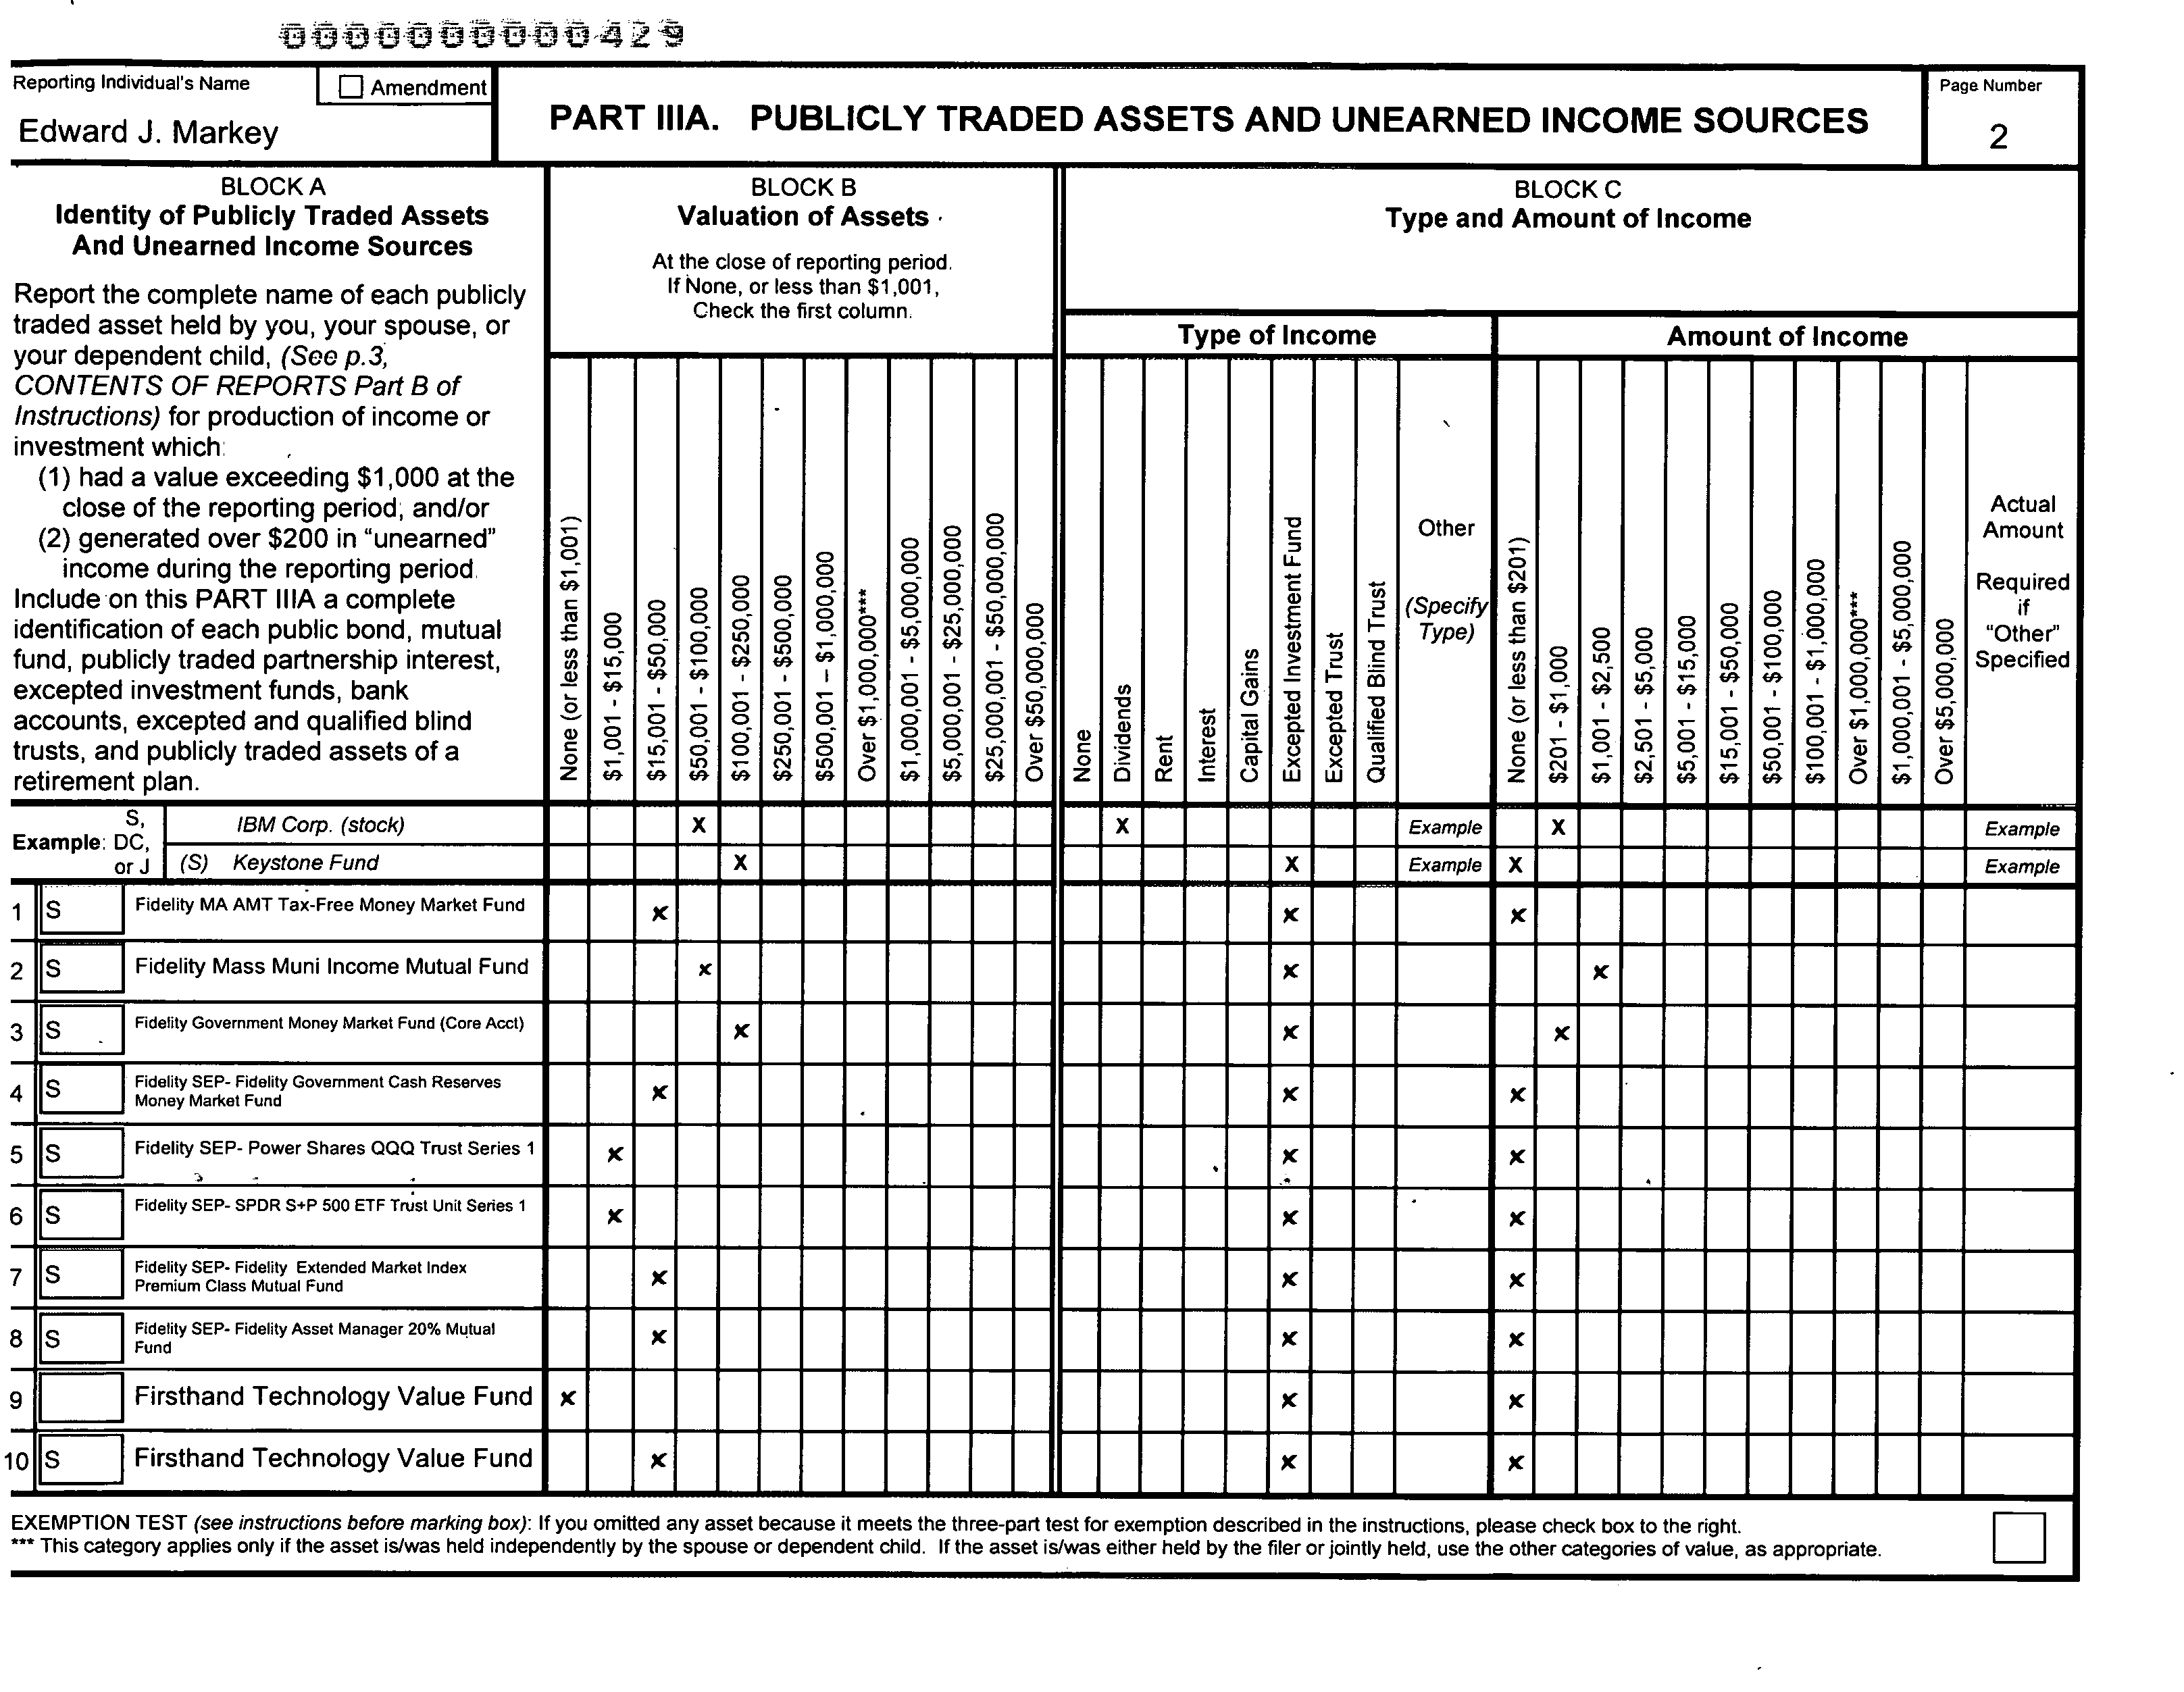 0000000000429
Reporting Individual's Name
Amendment
Edward J. Markey
PART IIIA. PUBLICLY TRADED ASSETS AND UNEARNED INCOME SOURCES
Page Number
2
BLOCK A
Identity of Publicly Traded Assets
And Unearned Income Sources
Report the complete name of each publicly
traded asset held by you, your spouse, or
your dependent child, (See p.3,
CONTENTS OF REPORTS Part B of
Instructions) for production of income or
investment which:
(1) had a value exceeding $1,000 at the
close of the reporting period; and/or
(2) generated over $200 in “unearned”
income during the reporting period.
Include on this PART IIIA a complete
identification of each public bond, mutual
fund, publicly traded partnership interest,
excepted investment funds, bank
accounts, excepted and qualified blind
trusts, and publicly traded assets of a
retirement plan.
BLOCK B
Valuation of Assets
At the close of reporting period.
If None, or less than $1,001,
Check the first column.
None (or less than $1,001)
$1,001 - $15,000
$15,001 - $50,000
$50,001 - $100,000
$100,001 - $250,000
$250,001 - $500,000
$500,001 – $1,000,000
Over $1,000,000***
$1,000,001 - $5,000,000
$5,000,001 - $25,000,000
$25,000,001 - $50,000,000
Over $50,000,000
BLOCK C
Type and Amount of Income
Type of Income
None
Dividends
Rent
Interest
Capital Gains
Excepted Investment Fund
Excepted Trust
Qualified Blind Trust
Other
(Specify
Type)
Amount of Income
None (or less than $201)
$201 - $1,000
$1,001 - $2,500
$2,501 - $5,000
$5,001 - $15,000
$15,001 - $50,000
$50,001 - $100,000
$100,001 - $1,000,000
Over $1,000,000***
$1,000,001 - $5,000,000
Over $5,000,000
Actual
Amount
Required
if
“Other”
Specified
Example: S,
DC,
or J
IBM Corp. (stock) X X Example X Example
(S) Keystone Fund X X Example X Example
1 S Fidelity MA AMT Tax-Free Money Market Fund x x x
2 S Fidelity Mass Muni Income Mutual Fund x x x
3 S Fidelity Government Money Market Fund (Core Acct) x x x
4 S Fidelity SEP- Fidelity Government Cash Reserves
Money Market Fund x x x
5 S Fidelity SEP- Power Shares QQQ Trust Series 1 x x x
6 S Fidelity SEP- SPDR S+P 500 ETF Trust Unit Series 1 x x x
7 S Fidelity SEP- Fidelity Extended Market Index
Premium Class Mutual Fund x x x
8 S Fidelity SEP- Fidelity Asset Manager 20% Mutual
Fund x x x
9 Firsthand Technology Value Fund x x x
10 S Firsthand Technology Value Fund x x x
EXEMPTION TEST (see instructions before marking box): If you omitted any asset because it meets the three-part test for exemption described in the instructions, please check box to the right.
*** This category applies only if the asset is/was held independently by the spouse or dependent child. If the asset is/was either held by the filer or jointly held, use the other categories of value, as appropriate.